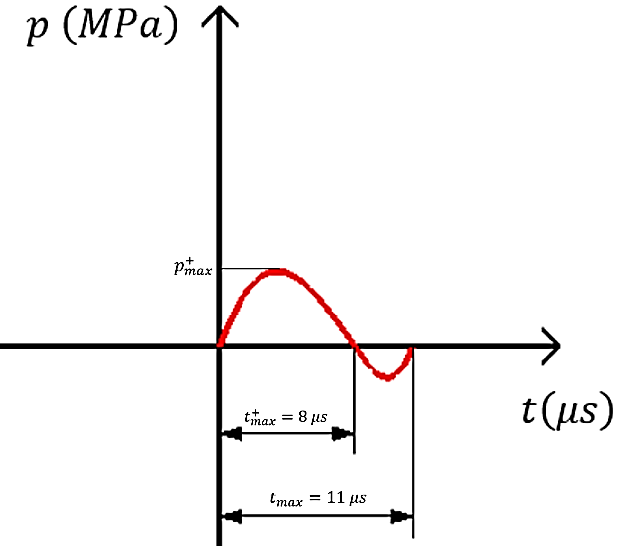 p (MPa)
p⁺ₘₐₓ
t(μs)
t⁺ₘₐₓ = 8 μs
tₘₐₓ = 11 μs